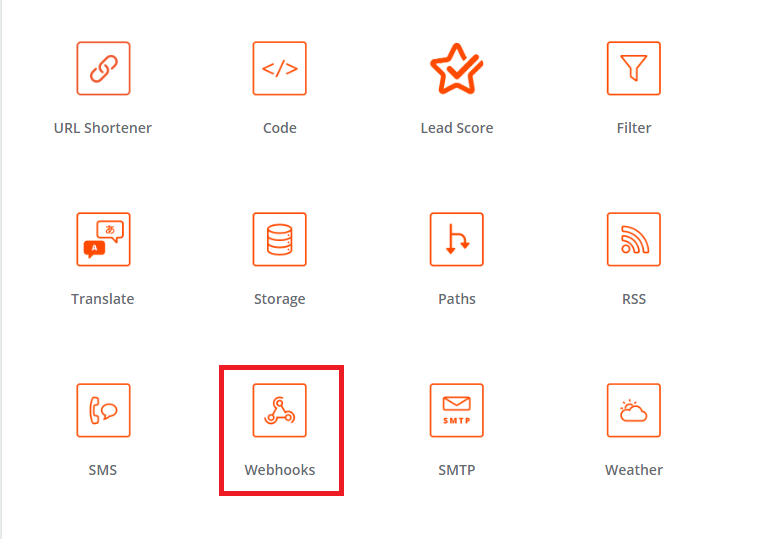 URL Shortener
Code
Lead Score
Filter
あ
A
Translate
Storage
Paths
RSS
SMTP
SMS
Webhooks
SMTP
Weather